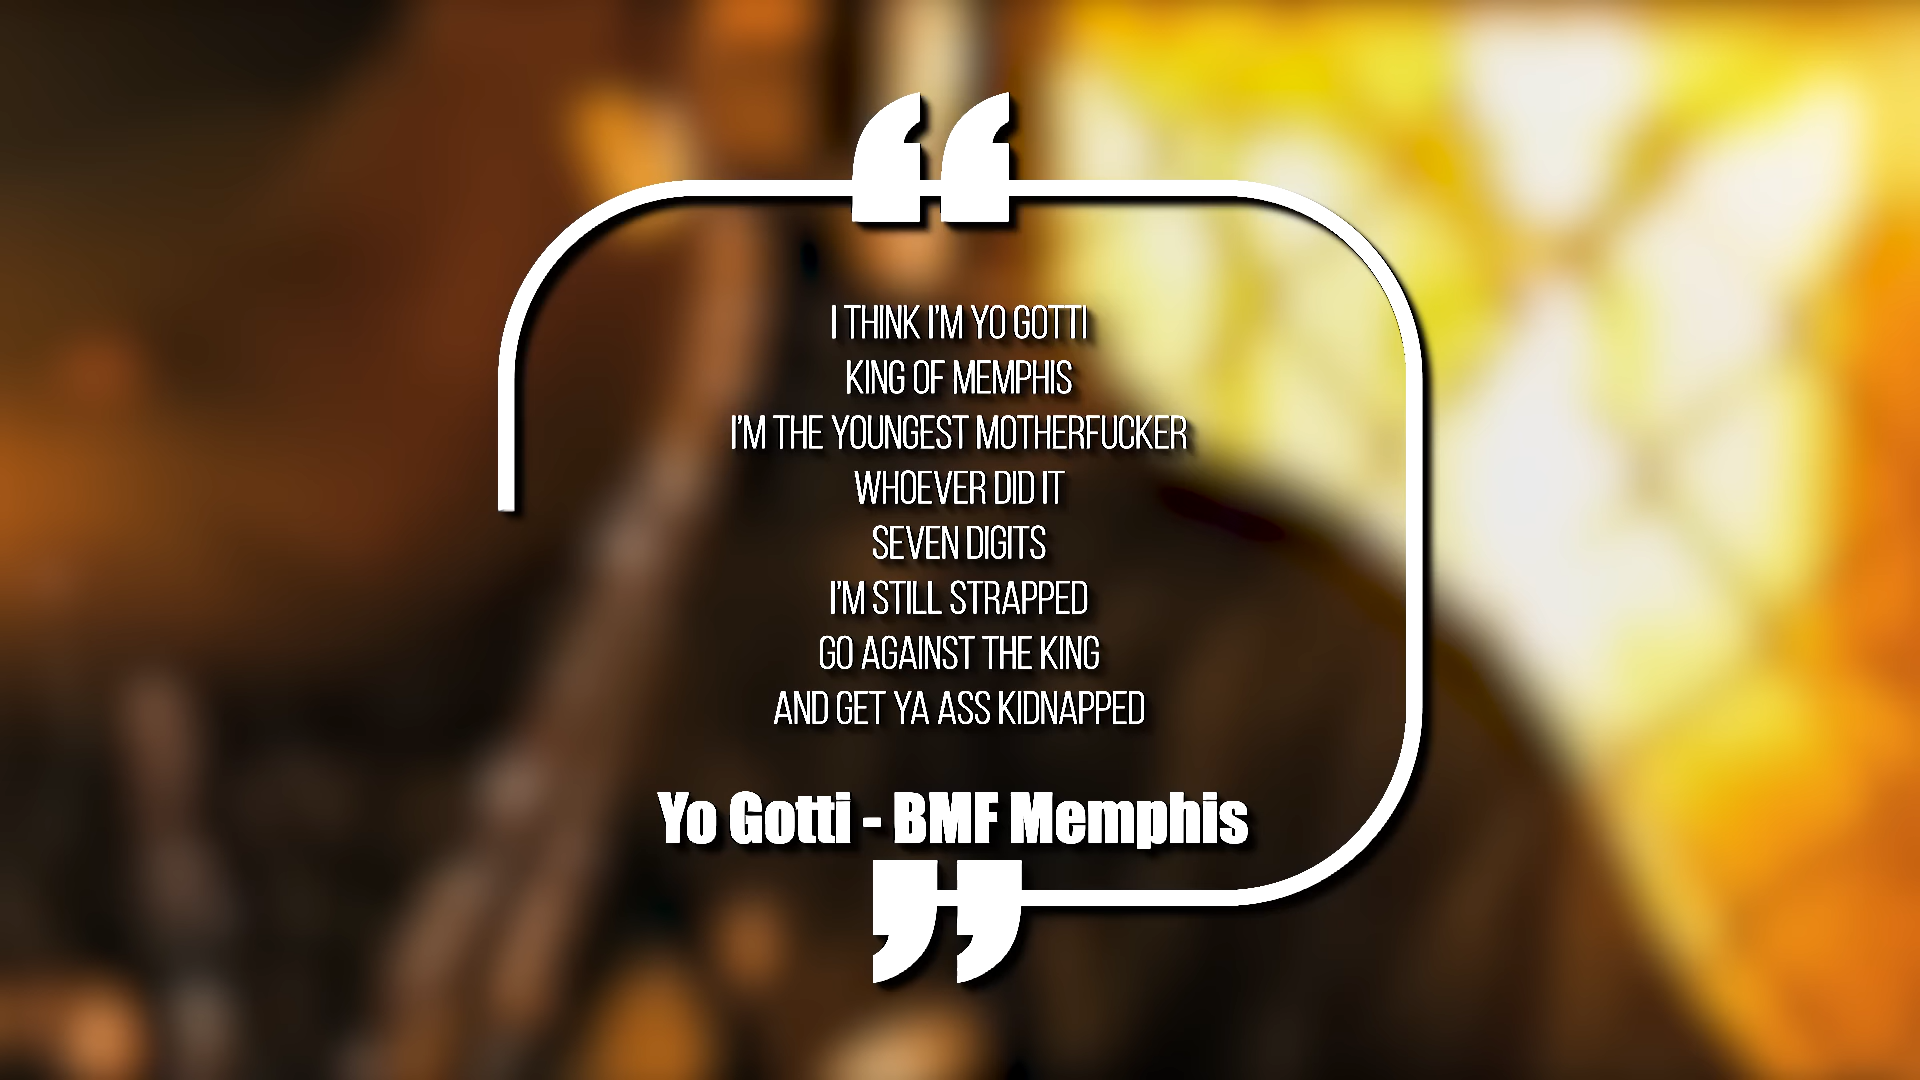 I THINK I'M YO GOTTI
KING OF MEMPHIS
I'M THE YOUNGEST MOTHERFUCKER
WHOEVER DID IT
SEVEN DIGITS
I'M STILL STRAPPED
GO AGAINST THE KING
AND GET YA ASS KIDNAPPED
Yo Gotti - BMF Memphis